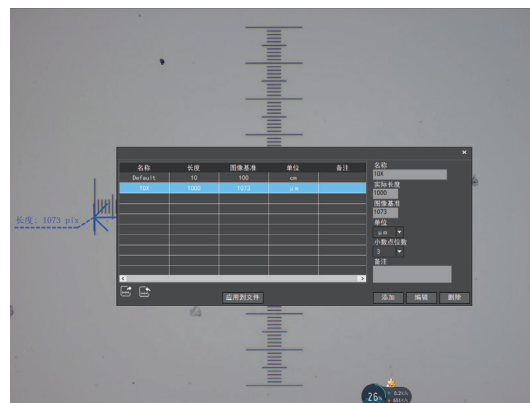 名称 长度 图像基准 单位 备注
Default 10 100 cm
10X 1000 1073 μm
名称
10X
实际长度
1000
图像基准
1073
单位
μm
小数点位数
3
备注
长度: 1073 pix
应用到文件
添加 编辑 删除
26%